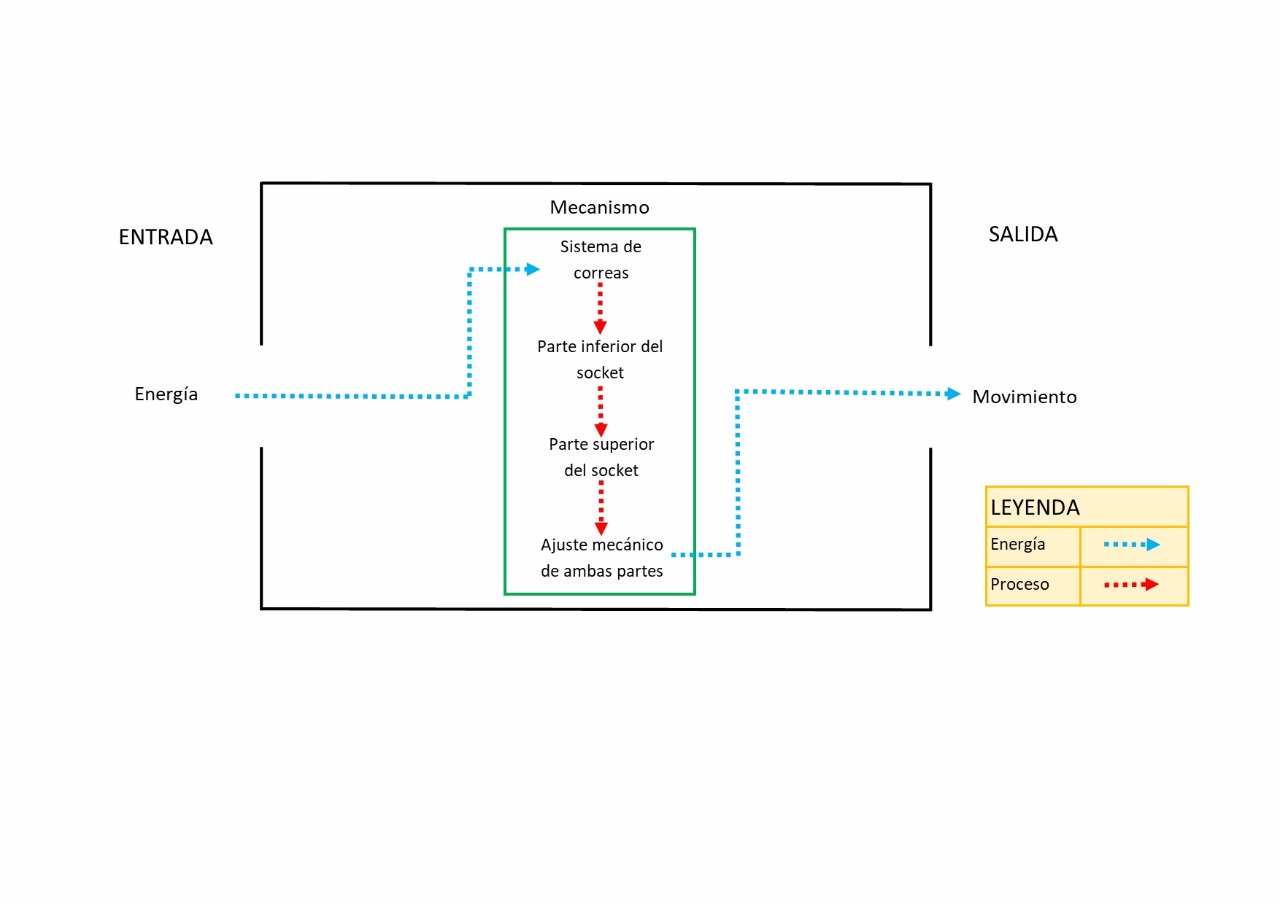 ENTRADA
Mecanismo
SALIDA
Sistema de
correas
Parte inferior del
socket
Energía
Movimiento
Parte superior
del socket
Ajuste mecánico
de ambas partes
LEYENDA
Energía
Proceso